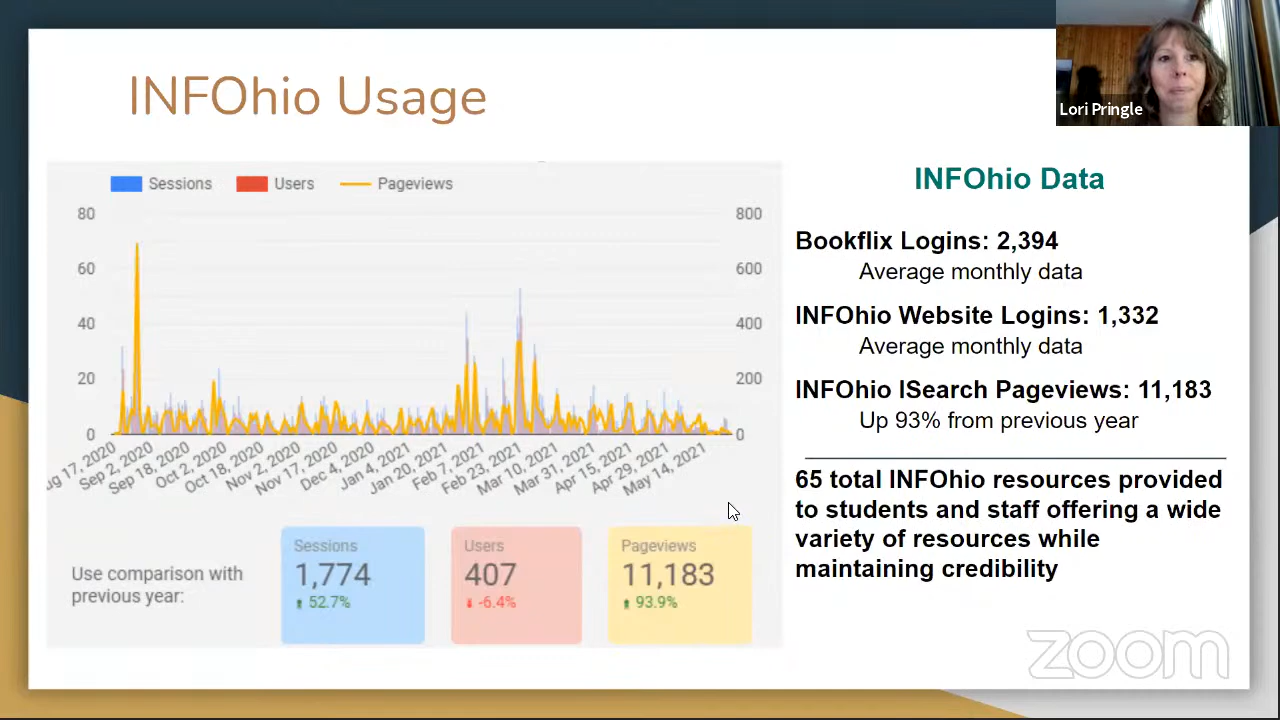 INFOhio Usage
Lori Pringle
Sessions Users Pageviews
80 800
60 600
40 400
20 200
0 0
ug 17, 2020 Sep 2, 2020 Sep 18, 2020 Oct 2, 2020 Oct 18, 2020 Nov 2, 2020 Nov 17, 2020 Dec 4, 2020 Jan 4, 2021 Jan 20, 2021 Feb 7, 2021 Feb 23, 2021 Mar 10, 2021 Mar 31, 2021 Apr 15, 2021 Apr 29, 2021 May 14, 2021
Use comparison with
previous year:
Sessions
1,774
52.7%
Users
407
-6.4%
Pageviews
11,183
93.9%
INFOhio Data
Bookflix Logins: 2,394
Average monthly data
INFOhio Website Logins: 1,332
Average monthly data
INFOhio ISearch Pageviews: 11,183
Up 93% from previous year
65 total INFOhio resources provided
to students and staff offering a wide
variety of resources while
maintaining credibility
zoom